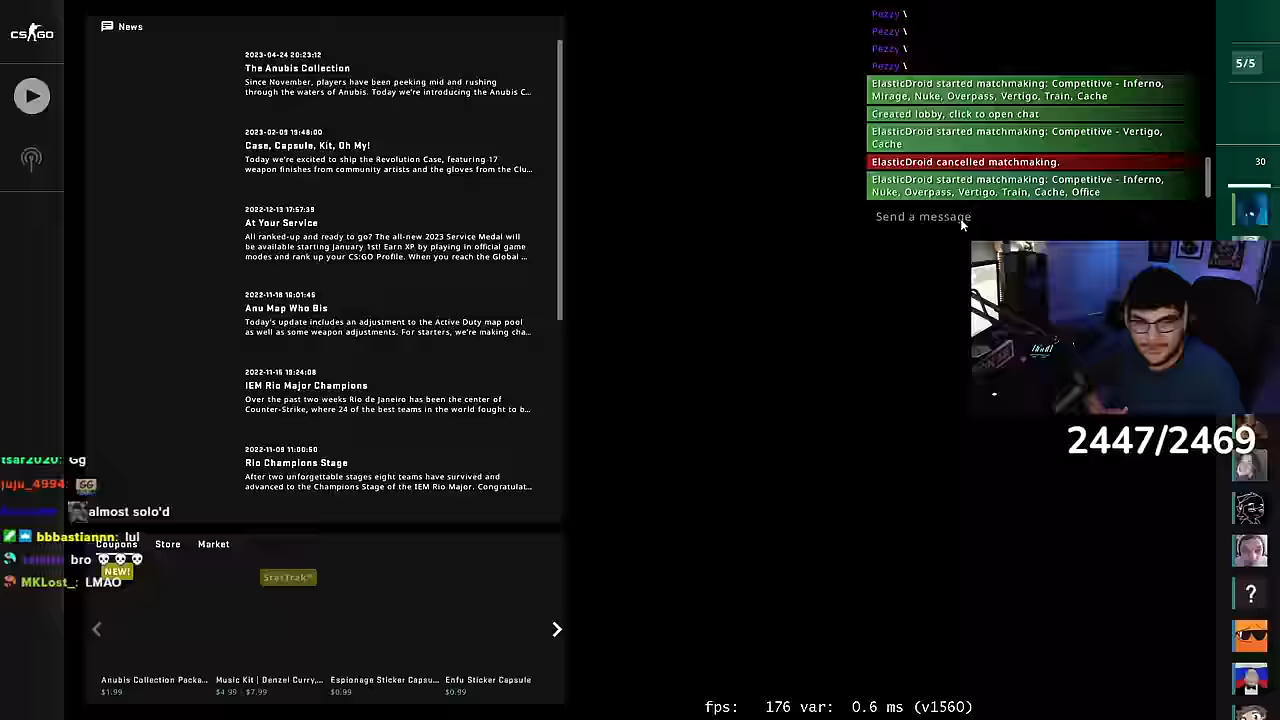 CS:GO
News
2023-04-24 20:23:12
The Anubis Collection
Since November, players have been peeking mid and rushing
through the waters of Anubis. Today we're introducing the Anubis C...
2023-02-09 19:48:00
Case, Capsule, Kit, Oh My!
Today we're excited to ship the Revolution Case, featuring 17
weapon finishes from community artists and the gloves from the Clu...
2022-12-13 17:57:39
At Your Service
All ranked-up and ready to go? The all-new 2023 Service Medal will
be available starting January 1st! Earn XP by playing in official game
modes and rank up your CS:GO Profile. When you reach the Global ...
2022-11-18 18:01:45
Anu Map Who Bis
Today's update includes an adjustment to the Active Duty map pool
as well as some weapon adjustments. For starters, we're making cha...
2022-11-15 19:24:08
IEM Rio Major Champions
Over the past two weeks Rio de Janeiro has been the center of
Counter-Strike, where 24 of the best teams in the world fought to b...
2022-11-09 11:00:50
Rio Champions Stage
After two unforgettable stages eight teams have survived and
advanced to the Champions Stage of the IEM Rio Major. Congratulat...
tsar2020: Gg
juju_4994: GG
almost solo'd
bbbastiannn: lul
bro
MKLost_: LMAO
Coupons Store Market
NEW!
StatTrak™
Anubis Collection Packa... Music Kit | Denzel Curry,... Espionage Sticker Capsu... Enfu Sticker Capsule
$1.99 $4.99 - $7.99 $0.99 $0.99
Pezzy \
Pezzy \
Pezzy \
Pezzy \
ElasticDroid started matchmaking: Competitive - Inferno,
Mirage, Nuke, Overpass, Vertigo, Train, Cache
Created lobby, click to open chat
ElasticDroid started matchmaking: Competitive - Vertigo,
Cache
ElasticDroid cancelled matchmaking.
ElasticDroid started matchmaking: Competitive - Inferno,
Nuke, Overpass, Vertigo, Train, Cache, Office
Send a message
5/5
30
2447/2469
?
fps: 176 var: 0.6 ms (v1560)